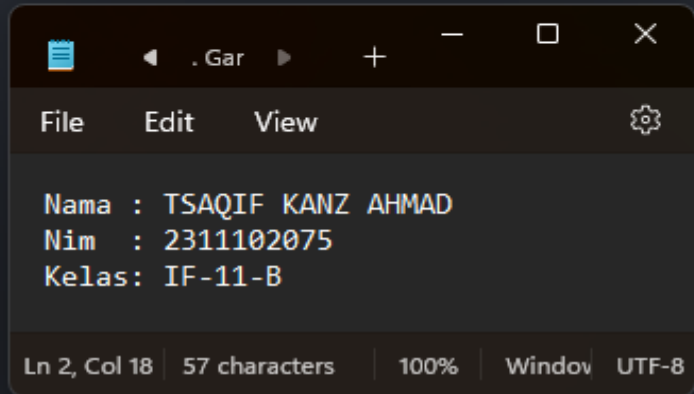 . Gar
File Edit View
Nama : TSAQIF KANZ AHMAD
Nim  : 2311102075
Kelas: IF-11-B
Ln 2, Col 18 57 characters 100% Window UTF-8